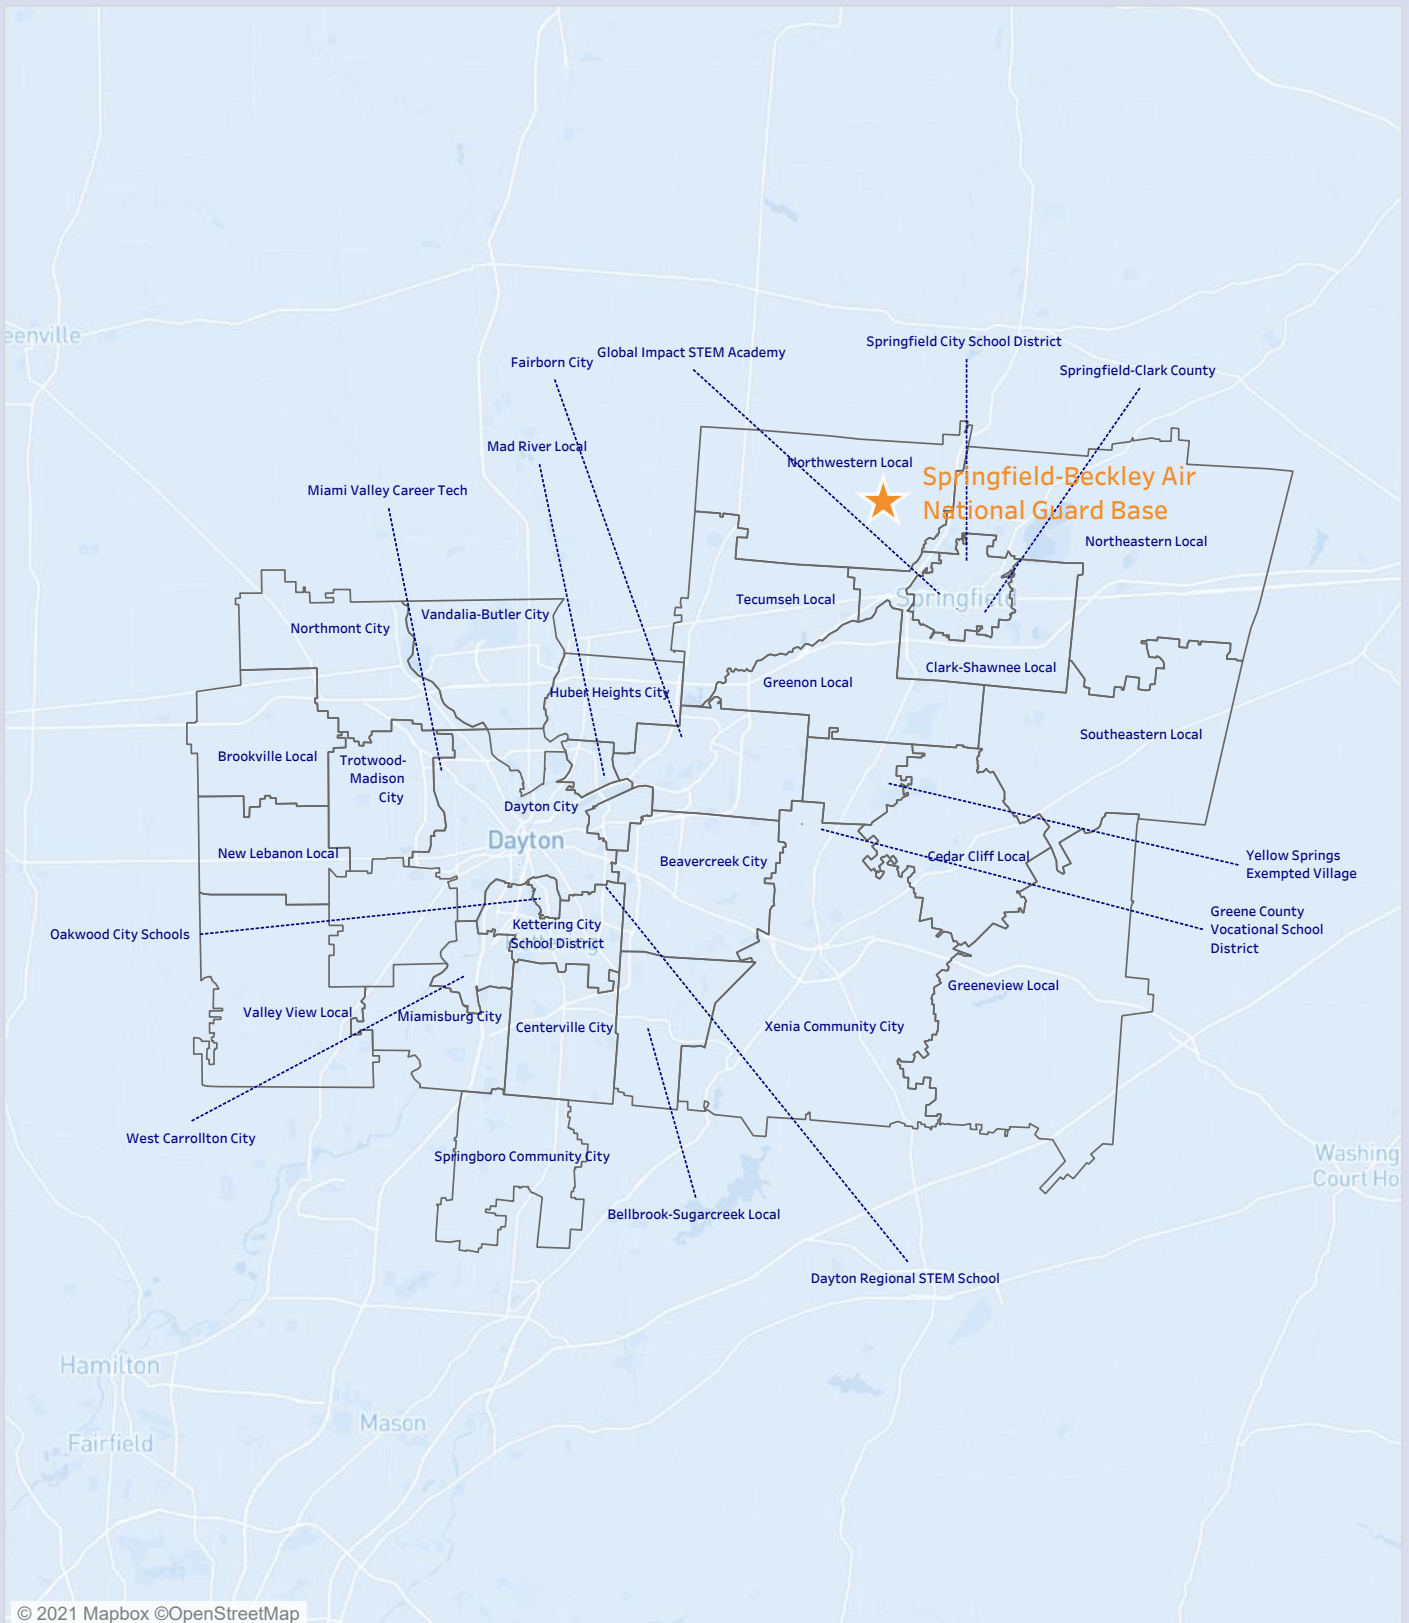 eenville
Springfield City School District
Global Impact STEM Academy
Fairborn City
Springfield-Clark County
Mad River Local
Northwestern Local
Springfield-Beckley Air
National Guard Base
Miami Valley Career Tech
Northeastern Local
Springfield
Tecumseh Local
Vandalia-Butler City
Northmont City
Clark-Shawnee Local
Greenon Local
Huber Heights City
Southeastern Local
Brookville Local
Trotwood-
Madison
City
Dayton City
Dayton
New Lebanon Local
Beavercreek City
Cedar Cliff Local
Yellow Springs
Exempted Village
Greene County
Vocational School
District
Oakwood City Schools
Kettering City
School District
Greeneview Local
Valley View Local
Miamisburg City
Centerville City
Xenia Community City
West Carrollton City
Springboro Community City
Washing
Court Ho
Bellbrook-Sugarcreek Local
Dayton Regional STEM School
Hamilton
Mason
Fairfield
© 2021 Mapbox ©OpenStreetMap